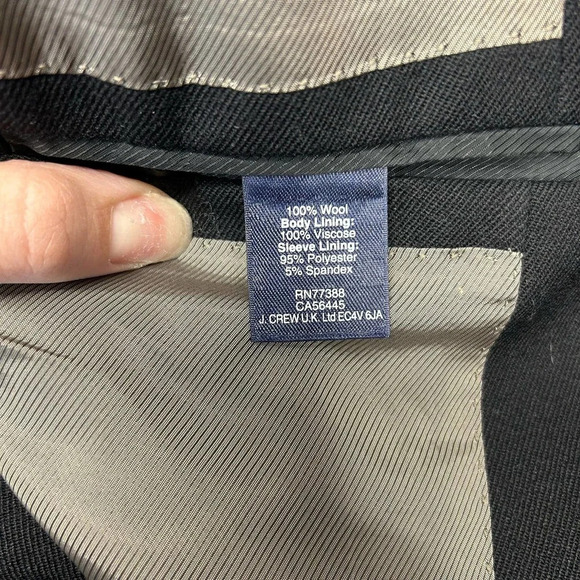 100% Wool
Body Lining:
100% Viscose
Sleeve Lining:
95% Polyester
5% Spandex
RN77388
CA56445
J. CREW U.K. Ltd EC4V 6JA